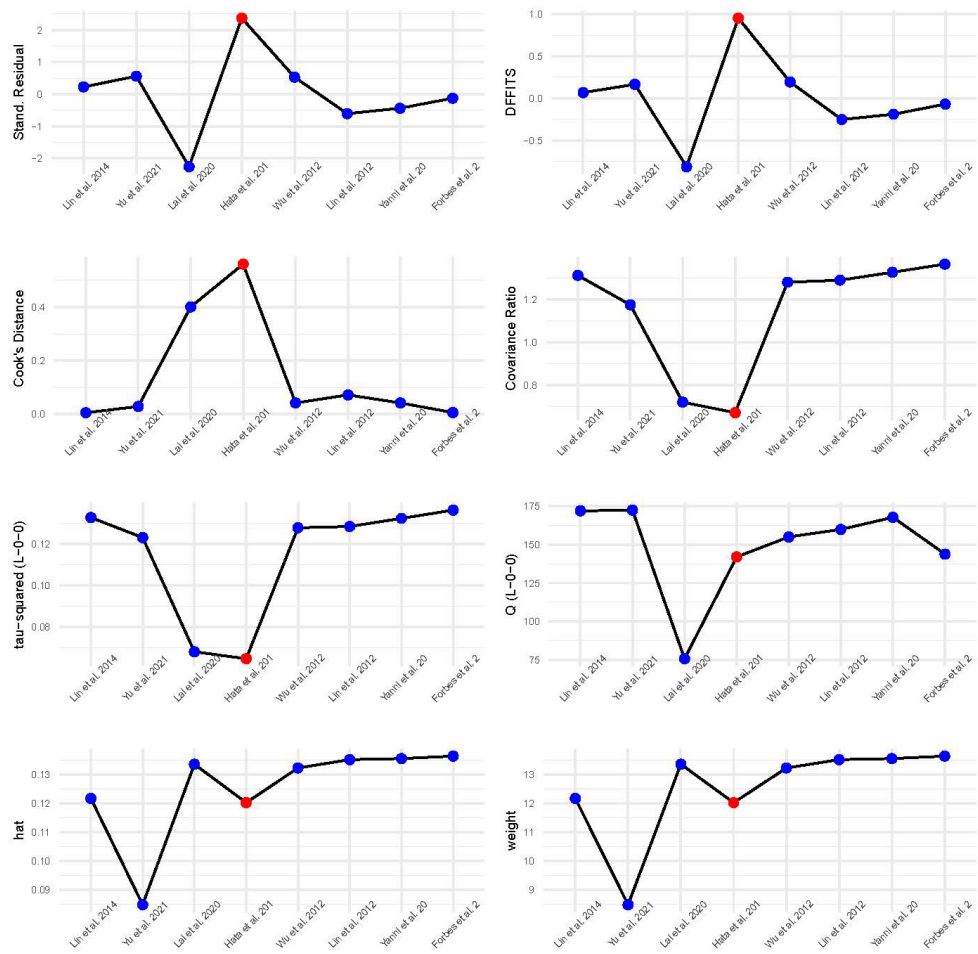 Stand. Residual
2
1
0
−1
−2
Lin et al. 2014
Yu et al. 2021
Lai et al. 2020
Hata et al. 201
Wu et al. 2012
Lin et al. 2012
Yanni et al. 20
Forbes et al. 2
DFFITS
1.0
0.5
0.0
−0.5
Lin et al. 2014
Yu et al. 2021
Lai et al. 2020
Hata et al. 201
Wu et al. 2012
Lin et al. 2012
Yanni et al. 20
Forbes et al. 2
Cook's Distance
0.4
0.2
0.0
Lin et al. 2014
Yu et al. 2021
Lai et al. 2020
Hata et al. 201
Wu et al. 2012
Lin et al. 2012
Yanni et al. 20
Forbes et al. 2
Covariance Ratio
1.2
1.0
0.8
Lin et al. 2014
Yu et al. 2021
Lai et al. 2020
Hata et al. 201
Wu et al. 2012
Lin et al. 2012
Yanni et al. 20
Forbes et al. 2
tau−squared (L−0−0)
0.12
0.10
0.08
Lin et al. 2014
Yu et al. 2021
Lai et al. 2020
Hata et al. 201
Wu et al. 2012
Lin et al. 2012
Yanni et al. 20
Forbes et al. 2
Q (L−0−0)
175
150
125
100
75
Lin et al. 2014
Yu et al. 2021
Lai et al. 2020
Hata et al. 201
Wu et al. 2012
Lin et al. 2012
Yanni et al. 20
Forbes et al. 2
hat
0.13
0.12
0.11
0.10
0.09
Lin et al. 2014
Yu et al. 2021
Lai et al. 2020
Hata et al. 201
Wu et al. 2012
Lin et al. 2012
Yanni et al. 20
Forbes et al. 2
weight
13
12
11
10
9
Lin et al. 2014
Yu et al. 2021
Lai et al. 2020
Hata et al. 201
Wu et al. 2012
Lin et al. 2012
Yanni et al. 20
Forbes et al. 2